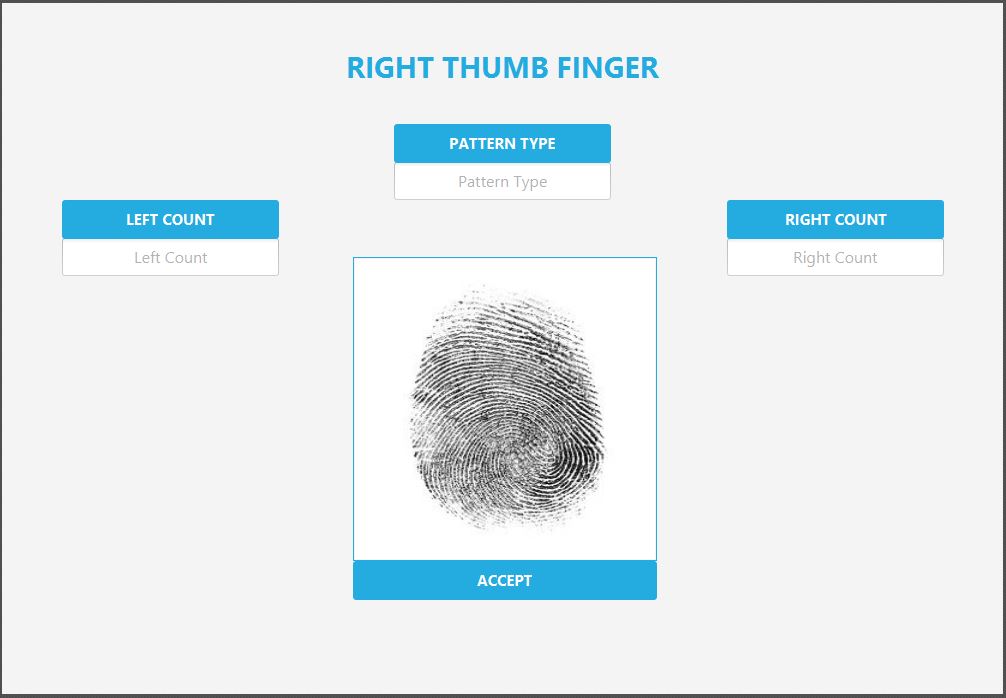 RIGHT THUMB FINGER
PATTERN TYPE
Pattern Type
LEFT COUNT
Left Count
RIGHT COUNT
Right Count
ACCEPT